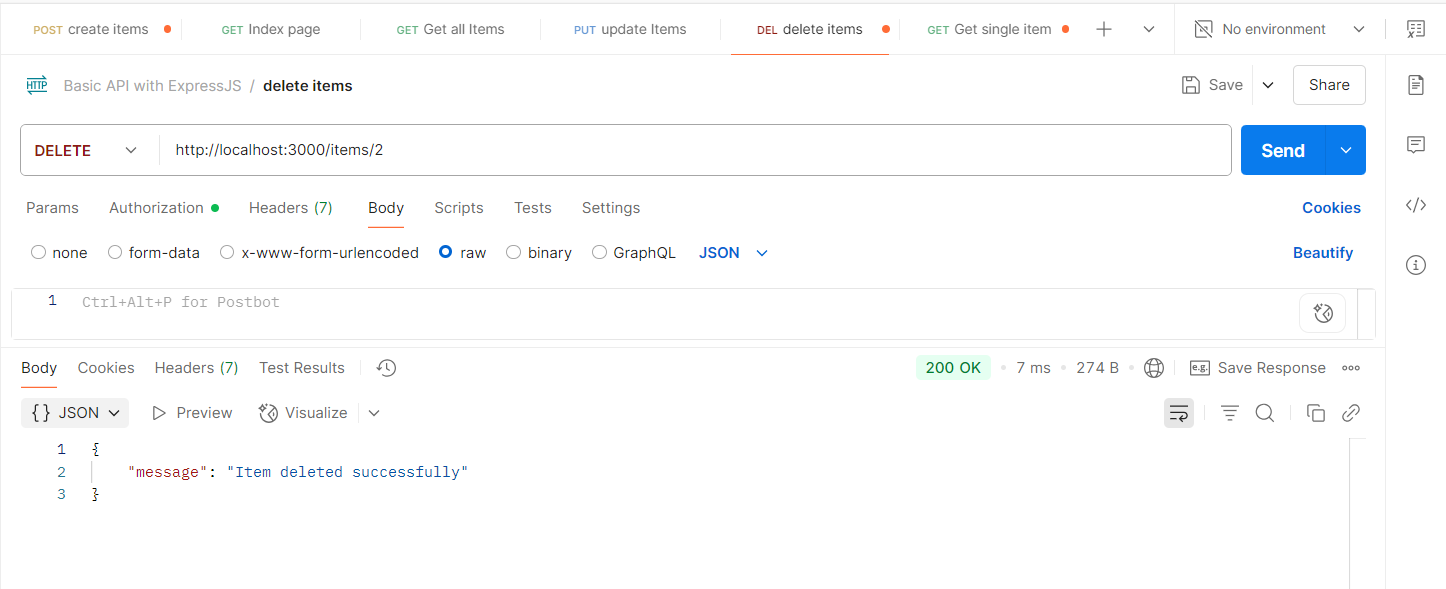 POST create items GET Index page GET Get all Items PUT update Items DEL delete items GET Get single item No environment
HTTP Basic API with ExpressJS / delete items Save Share
DELETE http://localhost:3000/items/2 Send
Params Authorization Headers (7) Body Scripts Tests Settings Cookies
none form-data x-www-form-urlencoded raw binary GraphQL JSON Beautify
1 Ctrl+Alt+P for Postbot
Body Cookies Headers (7) Test Results 200 OK 7 ms 274 B e.g. Save Response
{} JSON Preview Visualize
1 {
2 "message": "Item deleted successfully"
3 }